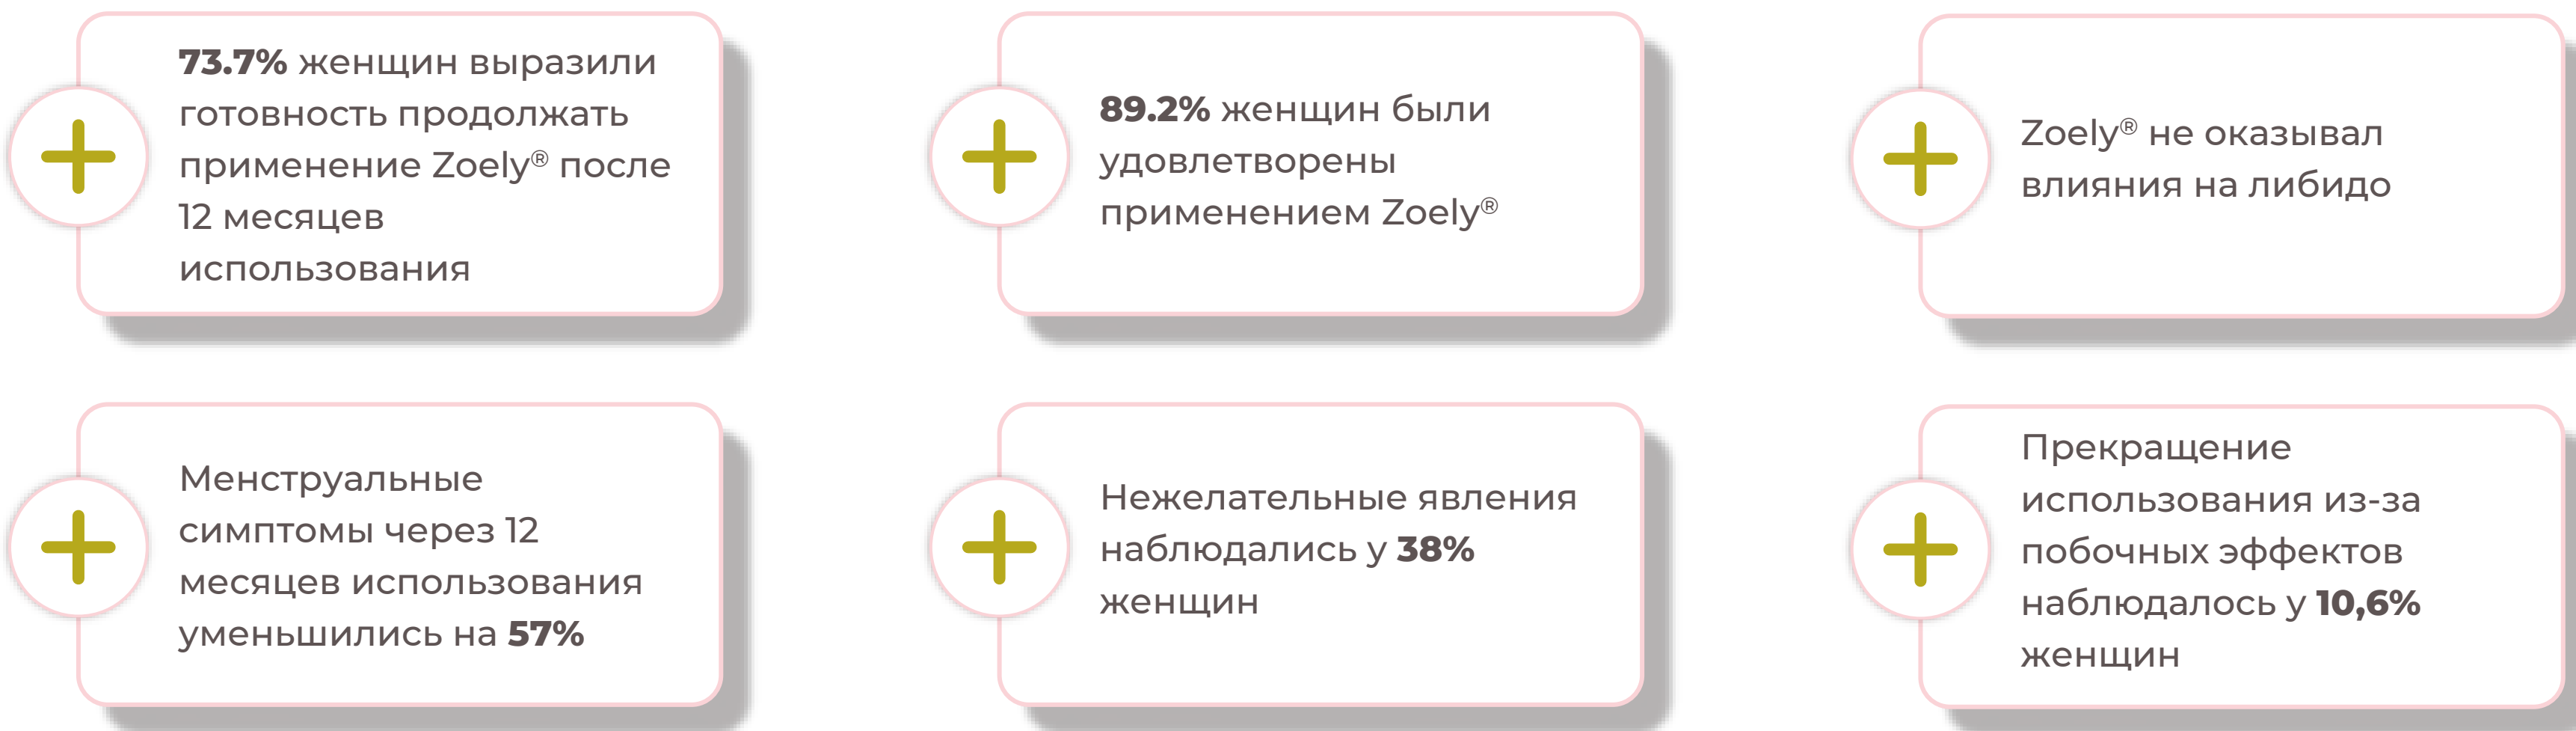 73.7% женщин выразили
готовность продолжать
применение Zoely® после
12 месяцев
использования
89.2% женщин были
удовлетворены
применением Zoely®
Zoely® не оказывал
влияния на либидо
Менструальные
симптомы через 12
месяцев использования
уменьшились на 57%
Нежелательные явления
наблюдались у 38%
женщин
Прекращение
использования из-за
побочных эффектов
наблюдалось у 10,6%
женщин